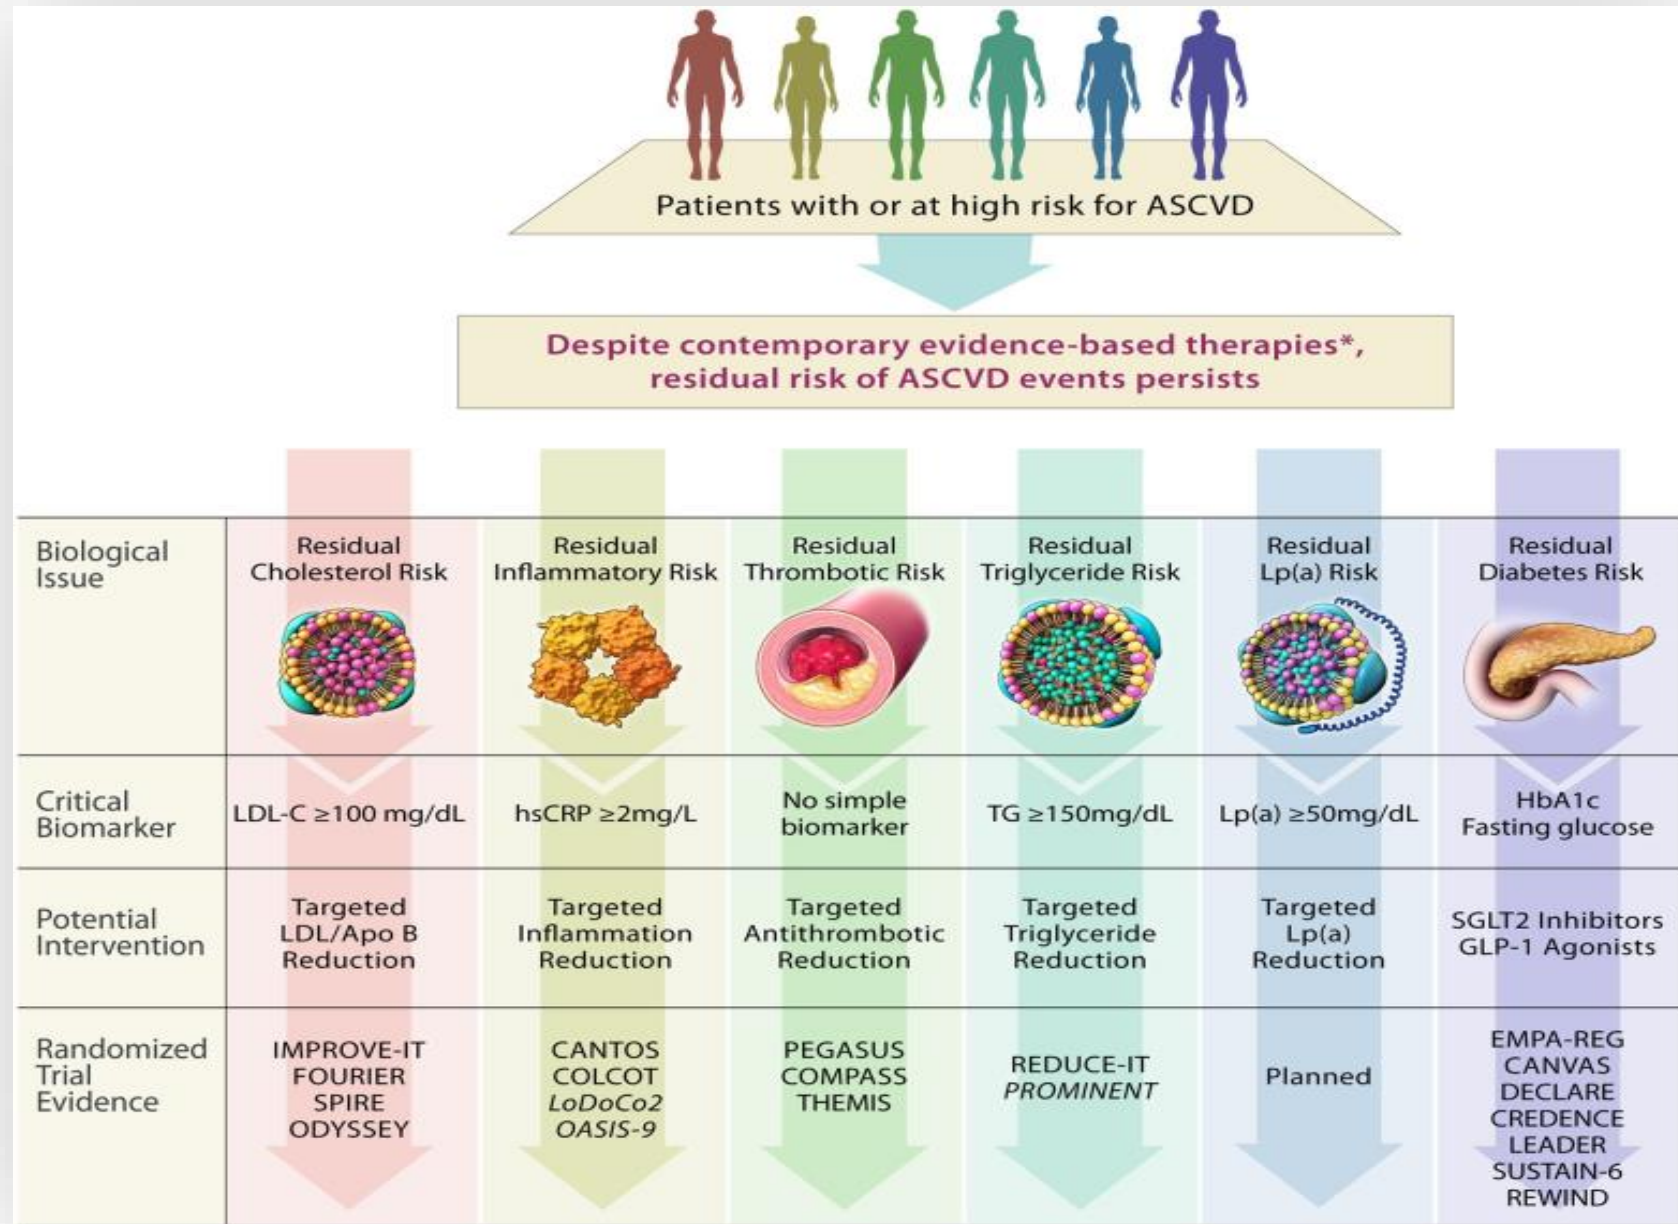 Patients with or at high risk for ASCVD
Despite contemporary evidence-based therapies*,
residual risk of ASCVD events persists
Biological
Issue
Residual
Cholesterol Risk
Residual
Inflammatory Risk
Residual
Thrombotic Risk
Residual
Triglyceride Risk
Residual
Lp(a) Risk
Residual
Diabetes Risk
Critical
Biomarker
LDL-C ≥100 mg/dL
hsCRP ≥2mg/L
No simple
biomarker
TG ≥150mg/dL
Lp(a) ≥50mg/dL
HbA1c
Fasting glucose
Potential
Intervention
Targeted
LDL/Apo B
Reduction
Targeted
Inflammation
Reduction
Targeted
Antithrombotic
Reduction
Targeted
Triglyceride
Reduction
Targeted
Lp(a)
Reduction
SGLT2 Inhibitors
GLP-1 Agonists
Randomized
Trial
Evidence
IMPROVE-IT
FOURIER
SPIRE
ODYSSEY
CANTOS
COLCOT
LoDoCo2
OASIS-9
PEGASUS
COMPASS
THEMIS
REDUCE-IT
PROMINENT
Planned
EMPA-REG
CANVAS
DECLARE
CREDENCE
LEADER
SUSTAIN-6
REWIND